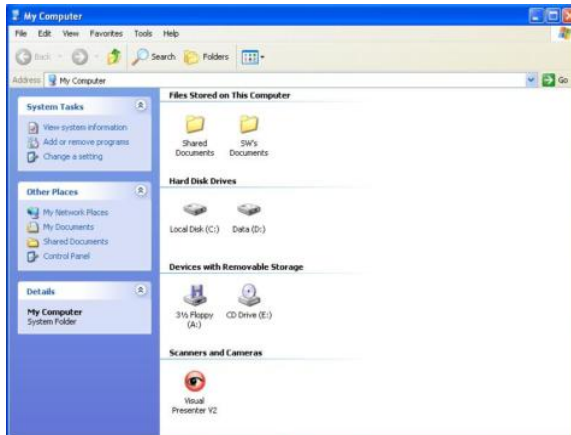 My Computer
File Edit View Favorites Tools Help
Back Search Folders
Address My Computer Go
System Tasks
View system information
Add or remove programs
Change a setting
Other Places
My Network Places
My Documents
Shared Documents
Control Panel
Details
My Computer
System Folder
Files Stored on This Computer
Shared Documents
SW's Documents
Hard Disk Drives
Local Disk (C:) Data (D:)
Devices with Removable Storage
3½ Floppy (A:)
CD Drive (E:)
Scanners and Cameras
Visual
Presenter V2